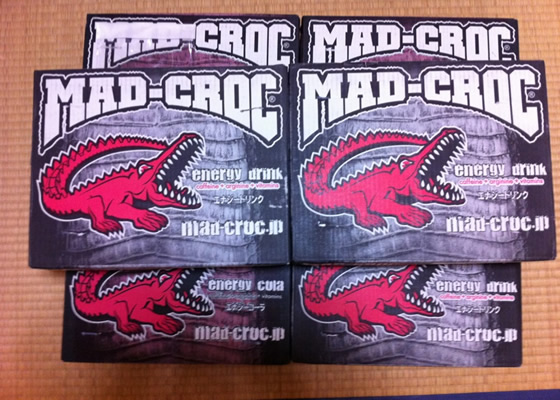 MAD-CROC®
MAD-CROC
MAD-CROC®
energy drink
caffeine • arginine • vitamins
エナジードリンク
mad-croc.jp
MAD-CROC®
energy drink
caffeine • arginine • vitamins
エナジードリンク
mad-croc.jp
energy cola
エナジーコーラ
mad-croc.jp
energy drink
caffeine • arginine • vitamins
エナジードリンク
mad-croc.jp